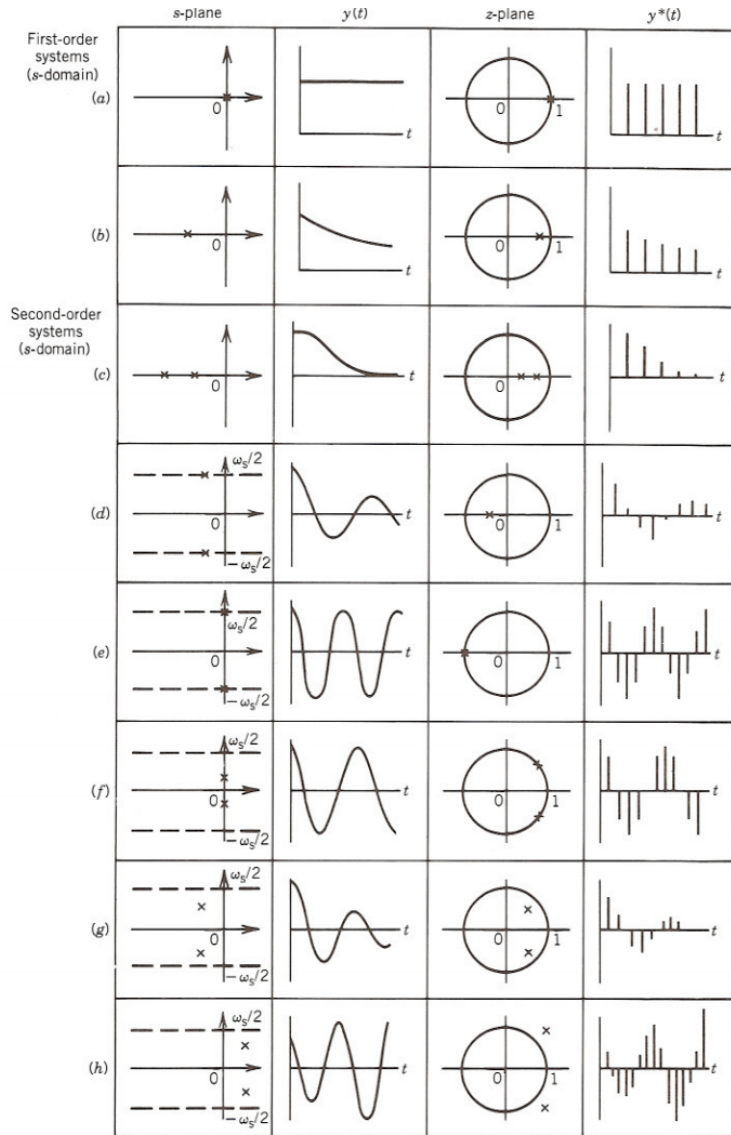 s-plane y(t) z-plane y*(t)
First-order
systems
(s-domain)
(a) 0 t 0 1 t
(b) 0 t 0 1 t
Second-order
systems
(s-domain)
(c) 0 t 0 1 t
ωs/2
(d) 0 t 0 1 t
−ωs/2
ωs/2
(e) 0 t 0 1 t
−ωs/2
ωs/2
(f) 0 t 0 1 t
−ωs/2
ωs/2
(g) 0 t 0 1 t
−ωs/2
ωs/2
(h) 0 t 0 1 t
−ωs/2